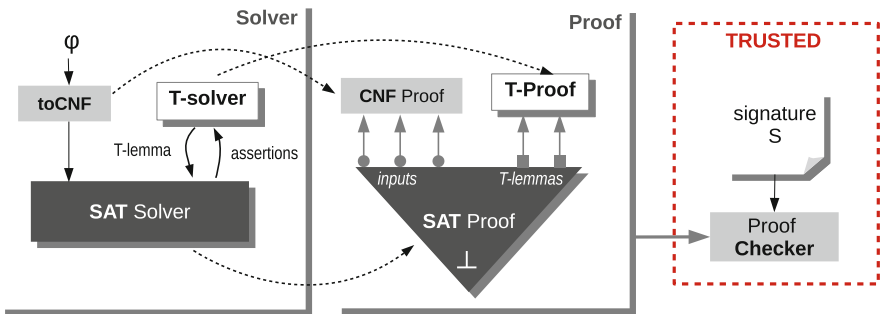 Solver
φ
toCNF
T-solver
T-lemma
assertions
SAT Solver
Proof
CNF Proof
T-Proof
inputs
T-lemmas
SAT Proof
⊥
TRUSTED
signature
S
Proof
Checker